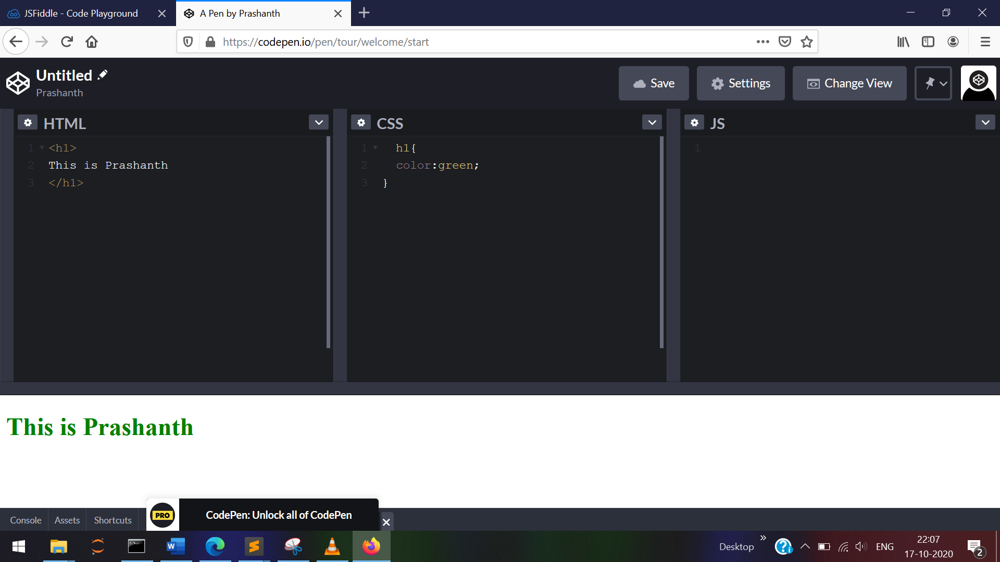 JSFiddle - Code Playground
A Pen by Prashanth
https://codepen.io/pen/tour/welcome/start
Untitled
Prashanth
Save
Settings
Change View
HTML
CSS
JS
1 <h1>
2 This is Prashanth
3 </h1>
1 h1{
2 color:green;
3 }
1
This is Prashanth
Console
Assets
Shortcuts
PRO
CodePen: Unlock all of CodePen
Desktop
ENG
22:07
17-10-2020
2